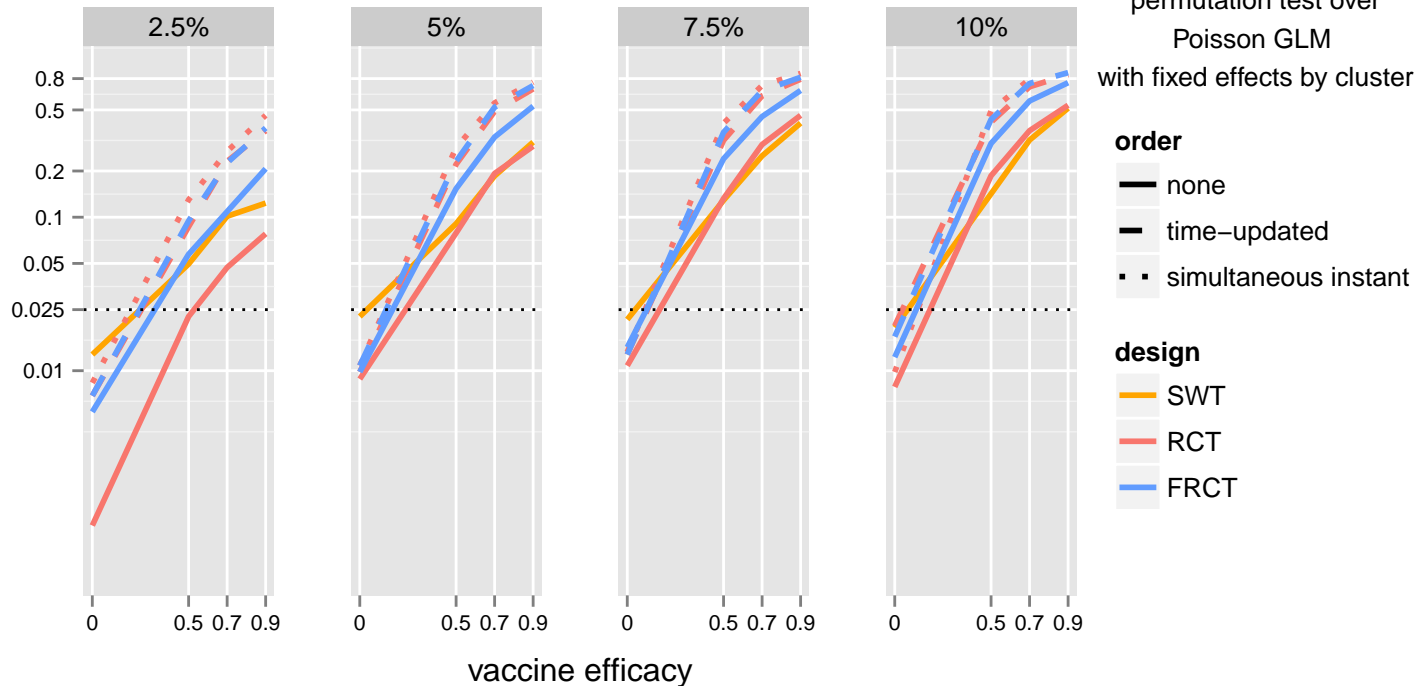 permutation test over
Poisson GLM
with fixed effects by cluster
2.5%
5%
7.5%
10%
0.8
0.5
0.2
0.1
0.05
0.025
0.01
0 0.5 0.7 0.9
0 0.5 0.7 0.9
0 0.5 0.7 0.9
0 0.5 0.7 0.9
vaccine efficacy
order
none
time−updated
simultaneous instant
design
SWT
RCT
FRCT